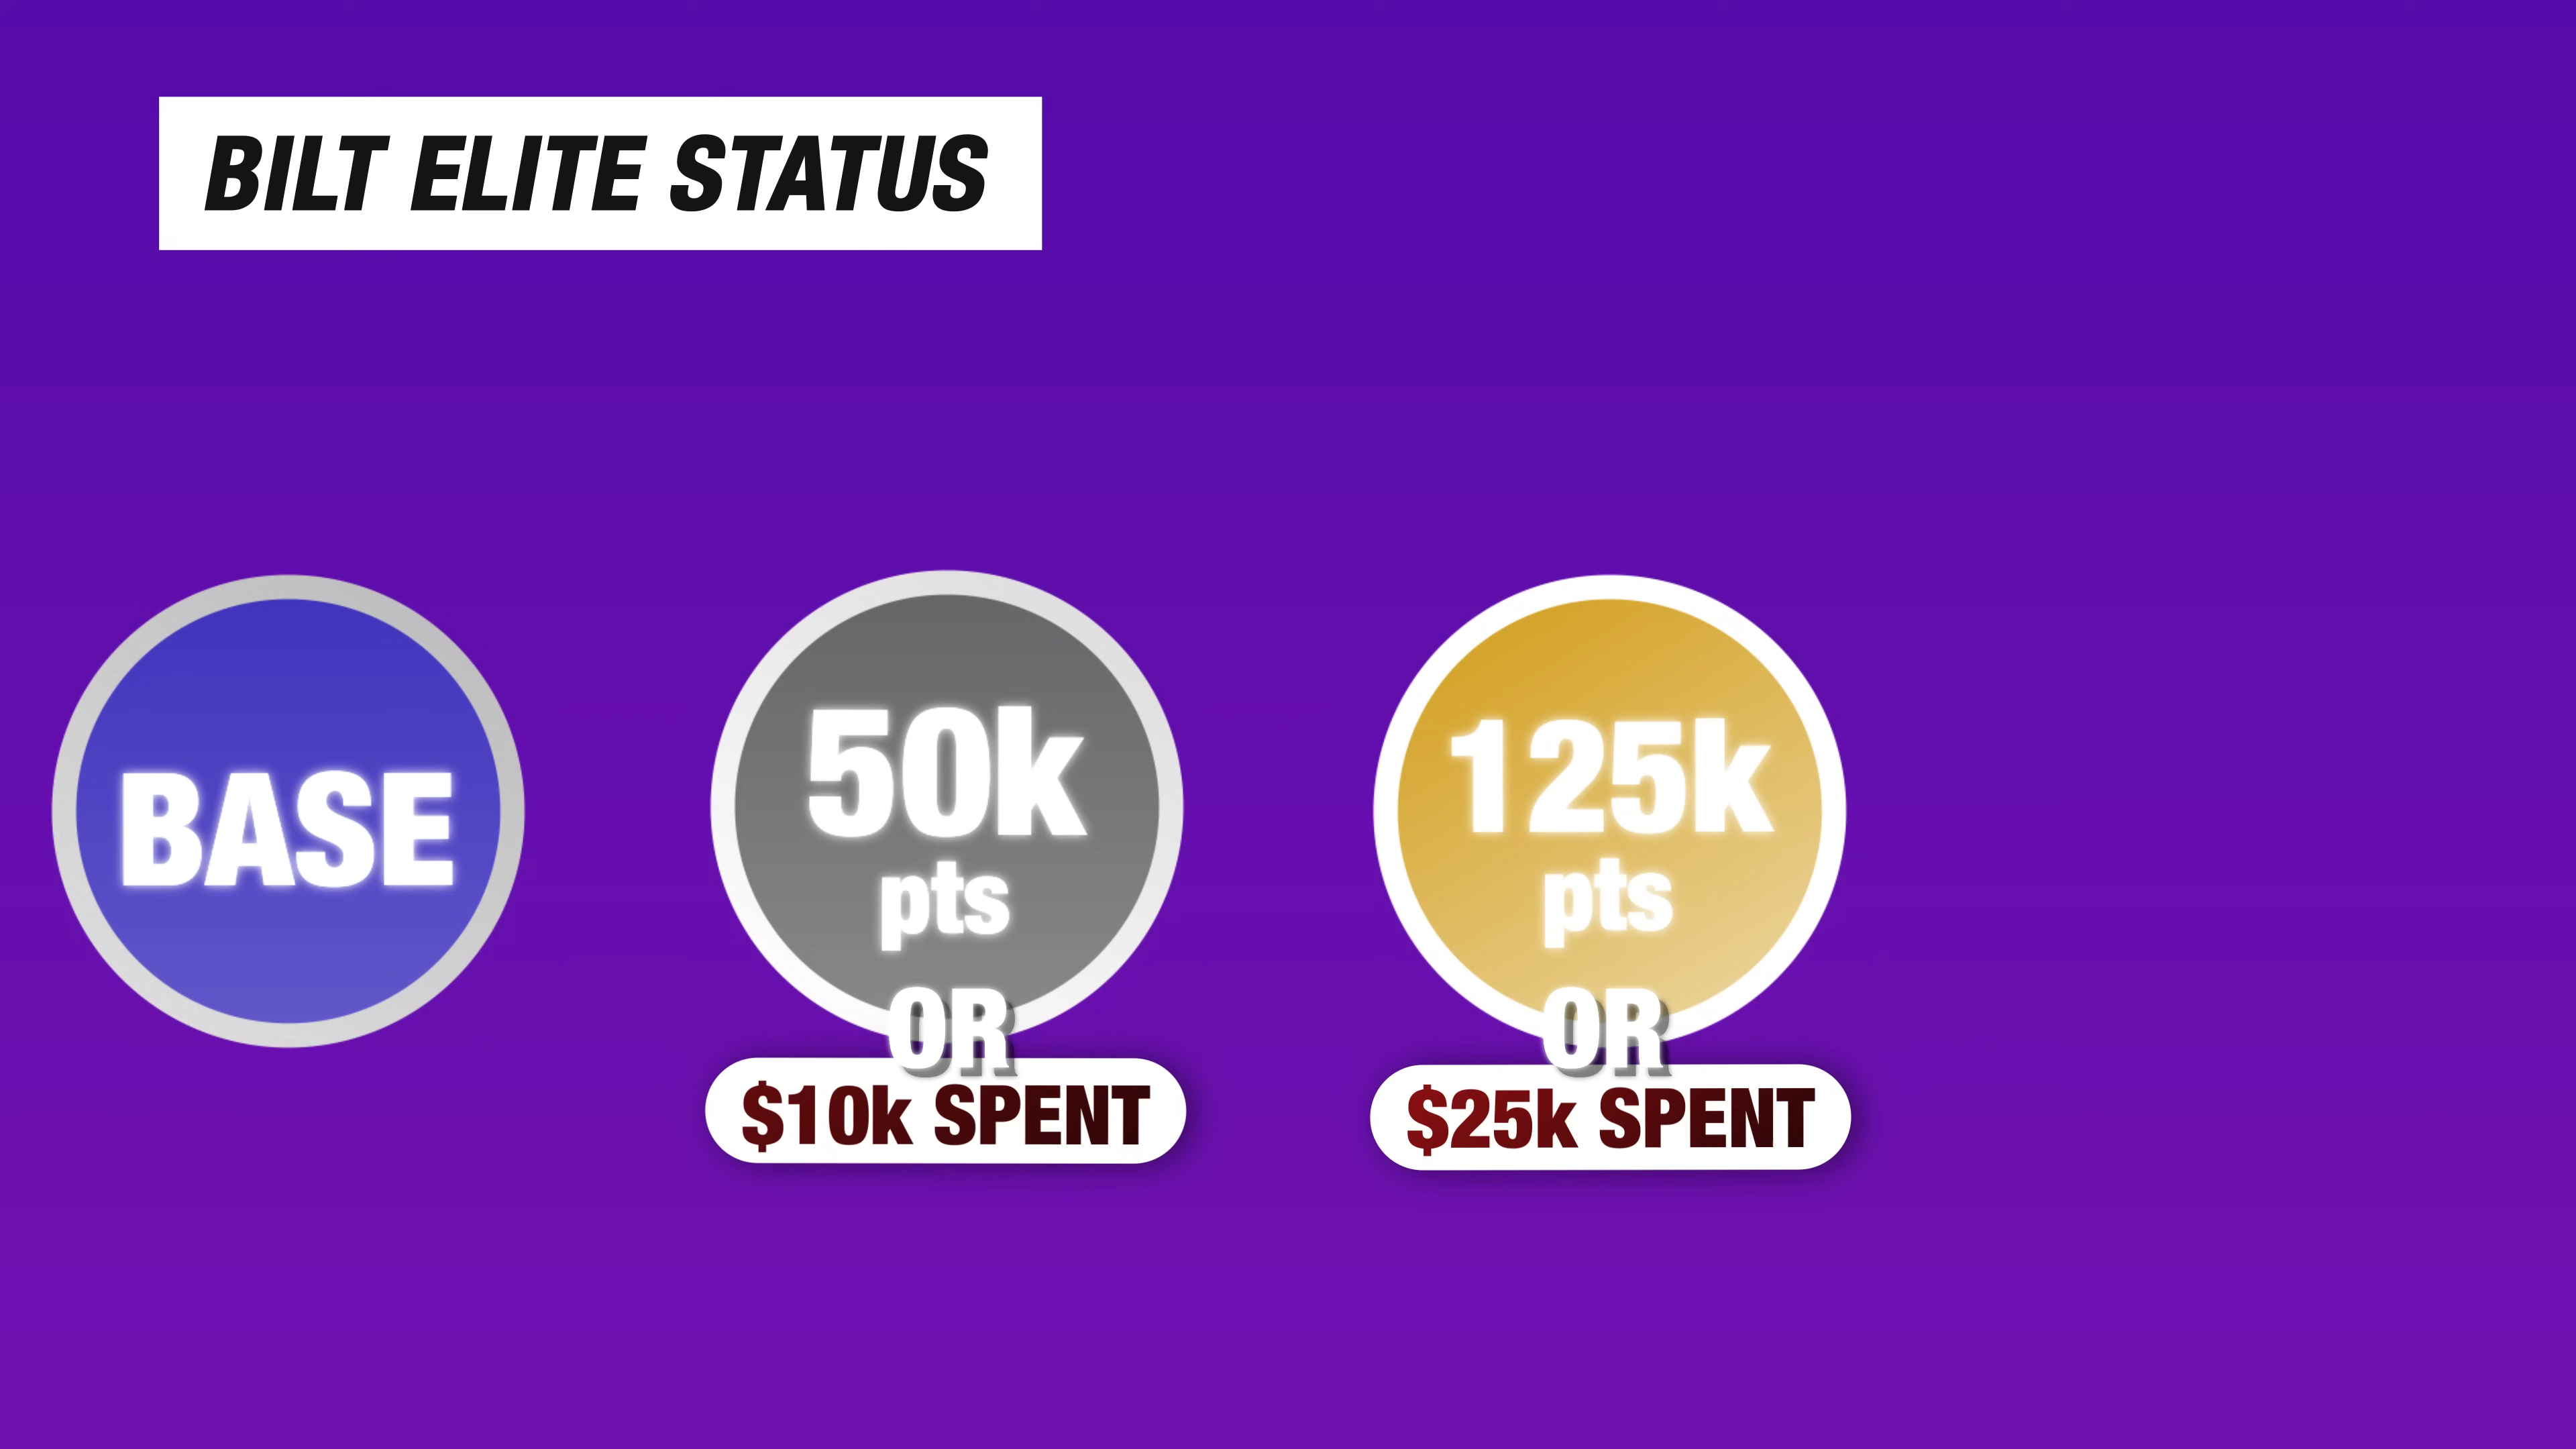 BILT ELITE STATUS
BASE
50k
pts
OR
$10k SPENT
125k
pts
OR
$25k SPENT